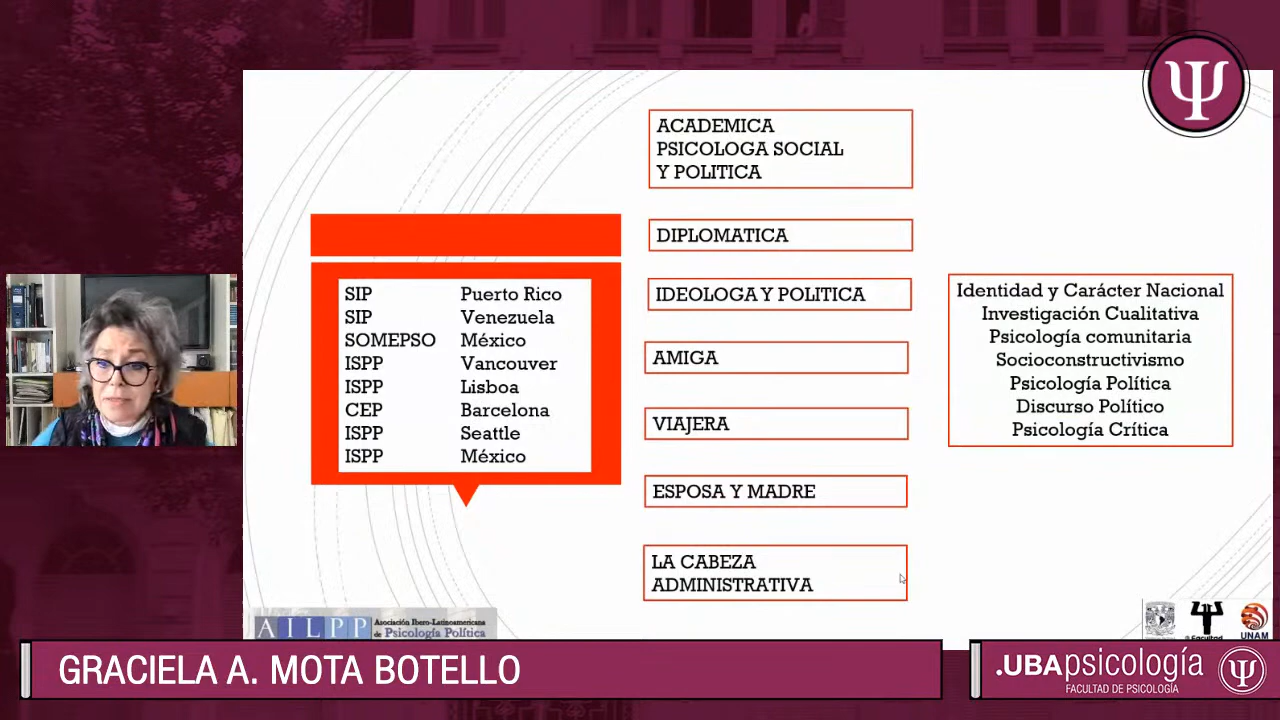 ACADEMICA
PSICOLOGA SOCIAL
Y POLITICA
DIPLOMATICA
IDEOLOGA Y POLITICA
AMIGA
VIAJERA
ESPOSA Y MADRE
LA CABEZA
ADMINISTRATIVA
SIP Puerto Rico
SIP Venezuela
SOMEPSO México
ISPP Vancouver
ISPP Lisboa
CEP Barcelona
ISPP Seattle
ISPP México
Identidad y Carácter Nacional
Investigación Cualitativa
Psicología comunitaria
Socioconstructivismo
Psicología Política
Discurso Político
Psicología Crítica
AILPP
Asociación Ibero-Latinoamericana
de Psicología Política
Facultad
UNAM
GRACIELA A. MOTA BOTELLO
.UBApsicología
FACULTAD DE PSICOLOGÍA